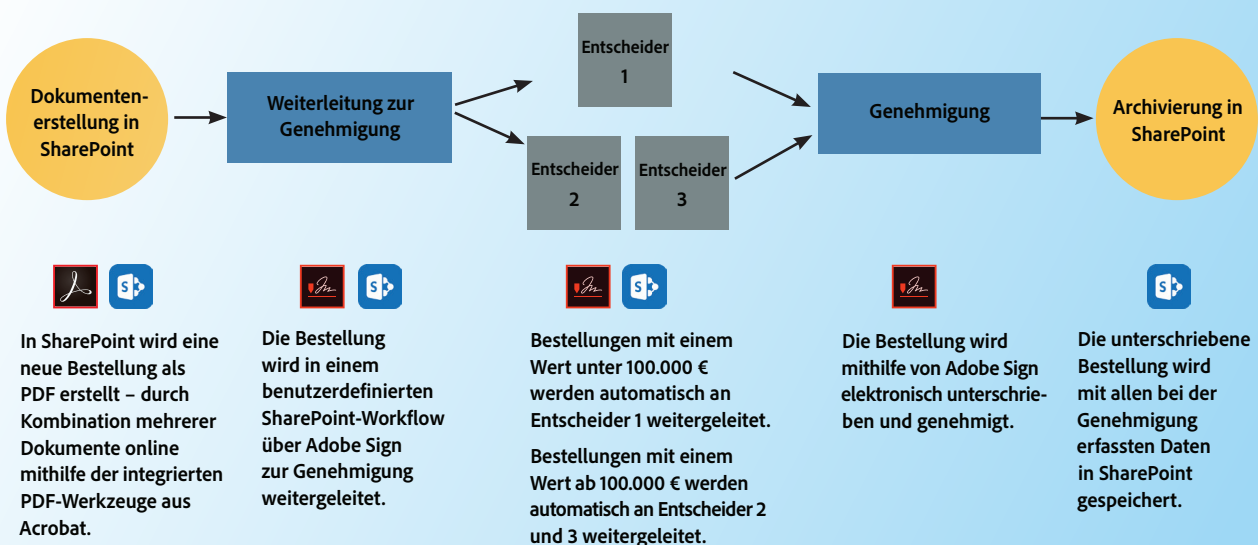 Dokumenten-
erstellung in
SharePoint
Weiterleitung zur
Genehmigung
Entscheider
1
Entscheider
2
Entscheider
3
Genehmigung
Archivierung in
SharePoint
In SharePoint wird eine
neue Bestellung als
PDF erstellt – durch
Kombination mehrerer
Dokumente online
mithilfe der integrierten
PDF-Werkzeuge aus
Acrobat.
Die Bestellung
wird in einem
benutzerdefinierten
SharePoint-Workflow
über Adobe Sign
zur Genehmigung
weitergeleitet.
Bestellungen mit einem
Wert unter 100.000 €
werden automatisch an
Entscheider 1 weitergeleitet.
Bestellungen mit einem
Wert ab 100.000 € werden
automatisch an Entscheider 2
und 3 weitergeleitet.
Die Bestellung wird
mithilfe von Adobe Sign
elektronisch unterschrie-
ben und genehmigt.
Die unterschriebene
Bestellung wird
mit allen bei der
Genehmigung
erfassten Daten
in SharePoint
gespeichert.